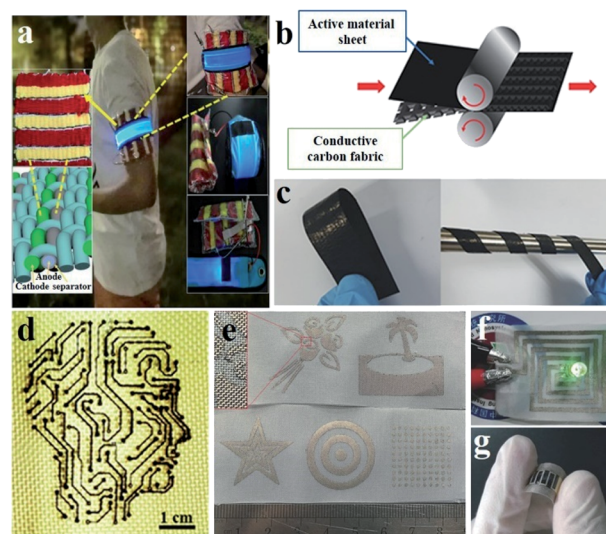 a
Anode
Cathode separator
b
Active material
sheet
Conductive
carbon fabric
c
d
1 cm
e
f
g